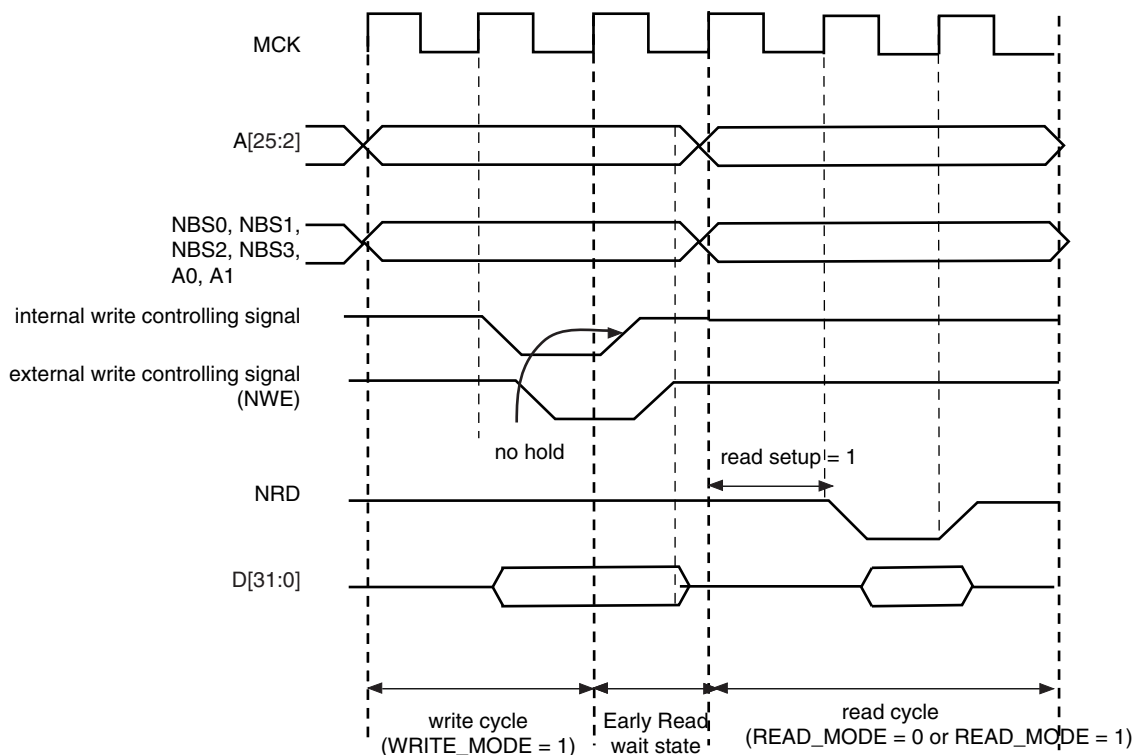 MCK
A[25:2]
NBS0, NBS1,
NBS2, NBS3,
A0, A1
internal write controlling signal
external write controlling signal
(NWE)
no hold
read setup = 1
NRD
D[31:0]
write cycle
(WRITE_MODE = 1)
Early Read
wait state
read cycle
(READ_MODE = 0 or READ_MODE = 1)